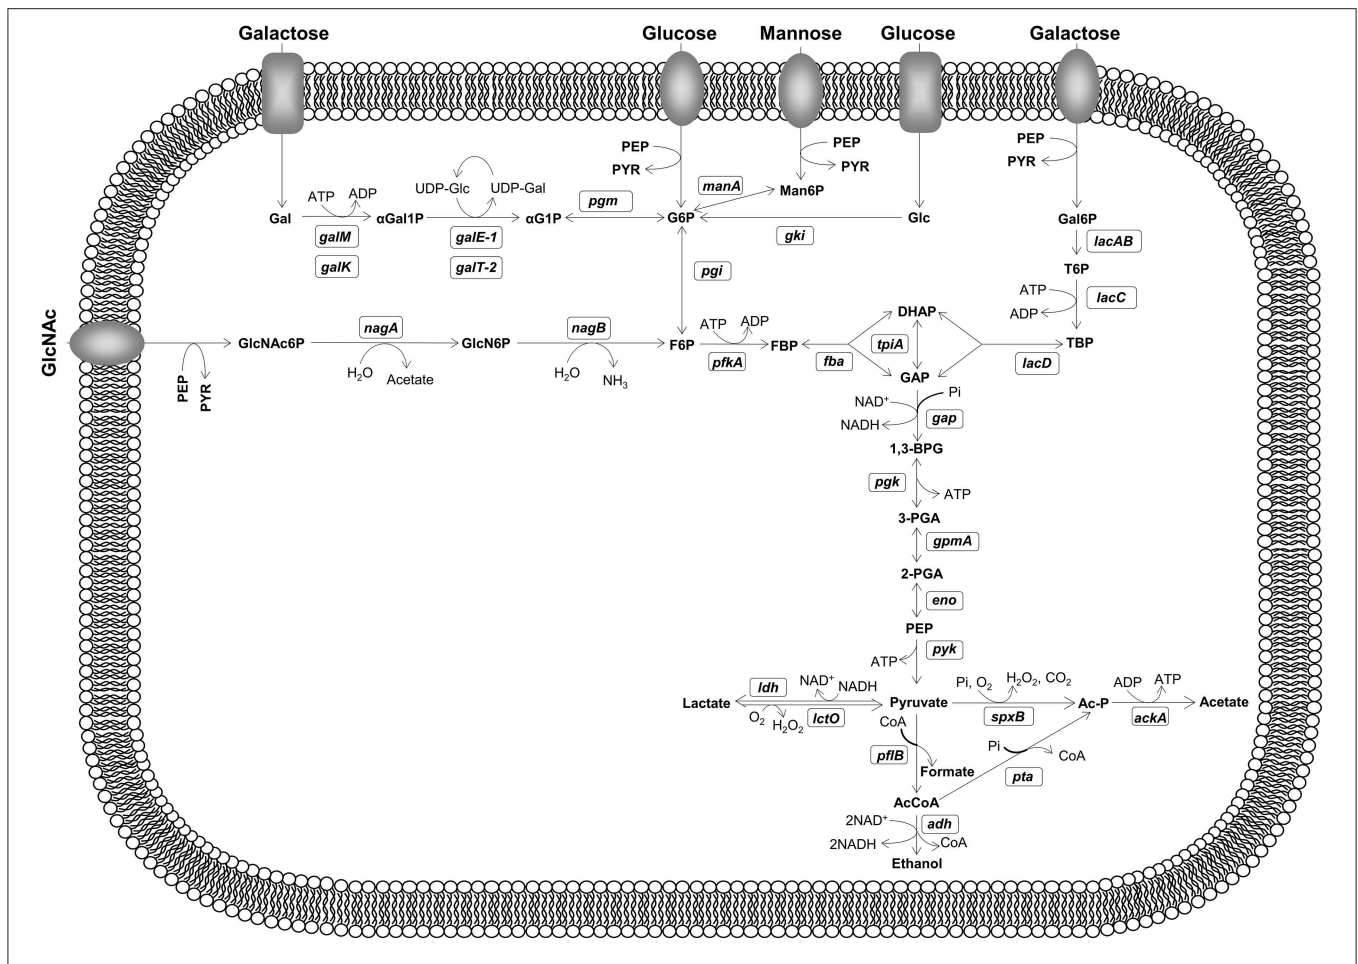 Galactose
Glucose
Mannose
Glucose
Galactose
PEP
PYR
PEP
PYR
PEP
PYR
manA
Man6P
ATP
ADP
UDP-Glc
UDP-Gal
Gal
αGal1P
αG1P
pgm
G6P
Glc
Gal6P
galM
galE-1
gki
lacAB
galK
galT-2
pgi
T6P
ATP
ADP
lacC
GlcNAc
nagA
nagB
ATP
ADP
DHAP
GlcNAc6P
GlcN6P
F6P
FBP
tpiA
TBP
pfkA
fba
lacD
PEP
PYR
H₂O
Acetate
H₂O
NH₃
GAP
NAD⁺
Pi
NADH
gap
1,3-BPG
pgk
ATP
3-PGA
gpmA
2-PGA
eno
PEP
ATP
pyk
ldh
NAD⁺
NADH
Pi, O₂
H₂O₂, CO₂
ADP
ATP
Lactate
Pyruvate
Ac-P
Acetate
O₂
H₂O₂
lctO
CoA
spxB
ackA
pflB
Formate
Pi
CoA
pta
AcCoA
2NAD⁺
adh
2NADH
CoA
Ethanol